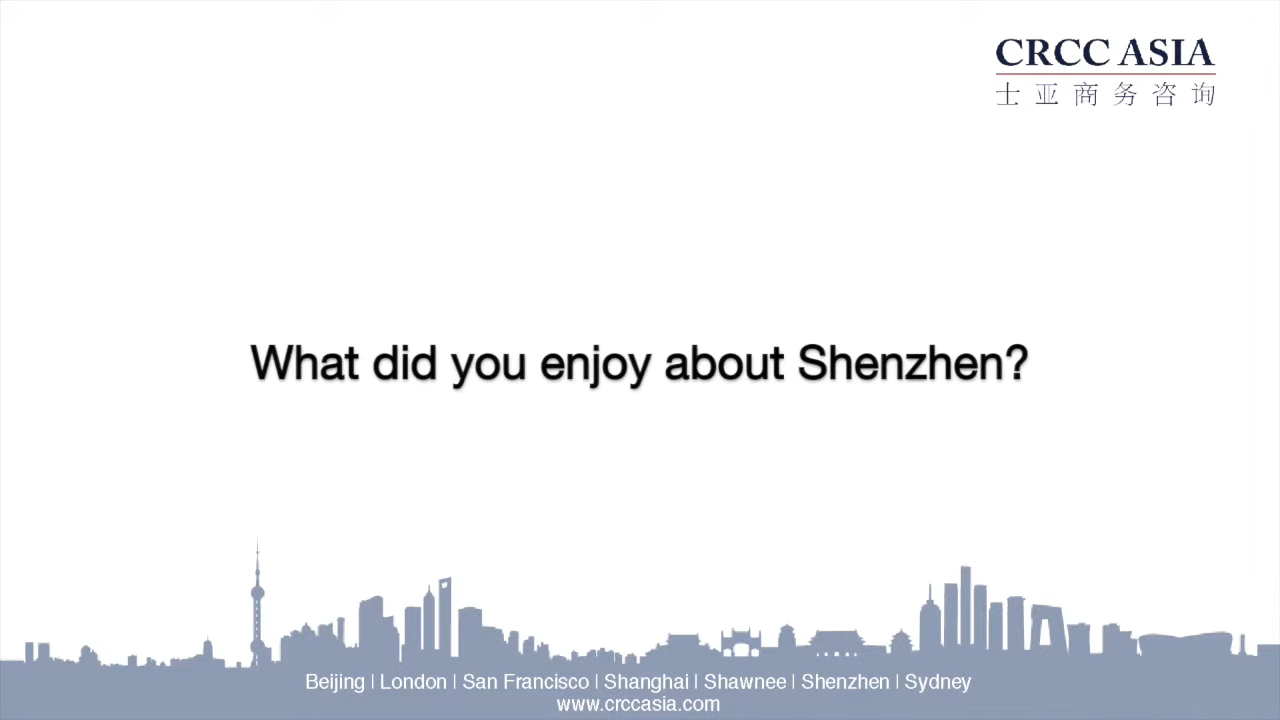 CRCC ASIA
士亚商务咨询
What did you enjoy about Shenzhen?
Beijing | London | San Francisco | Shanghai | Shawnee | Shenzhen | Sydney
www.crccasia.com